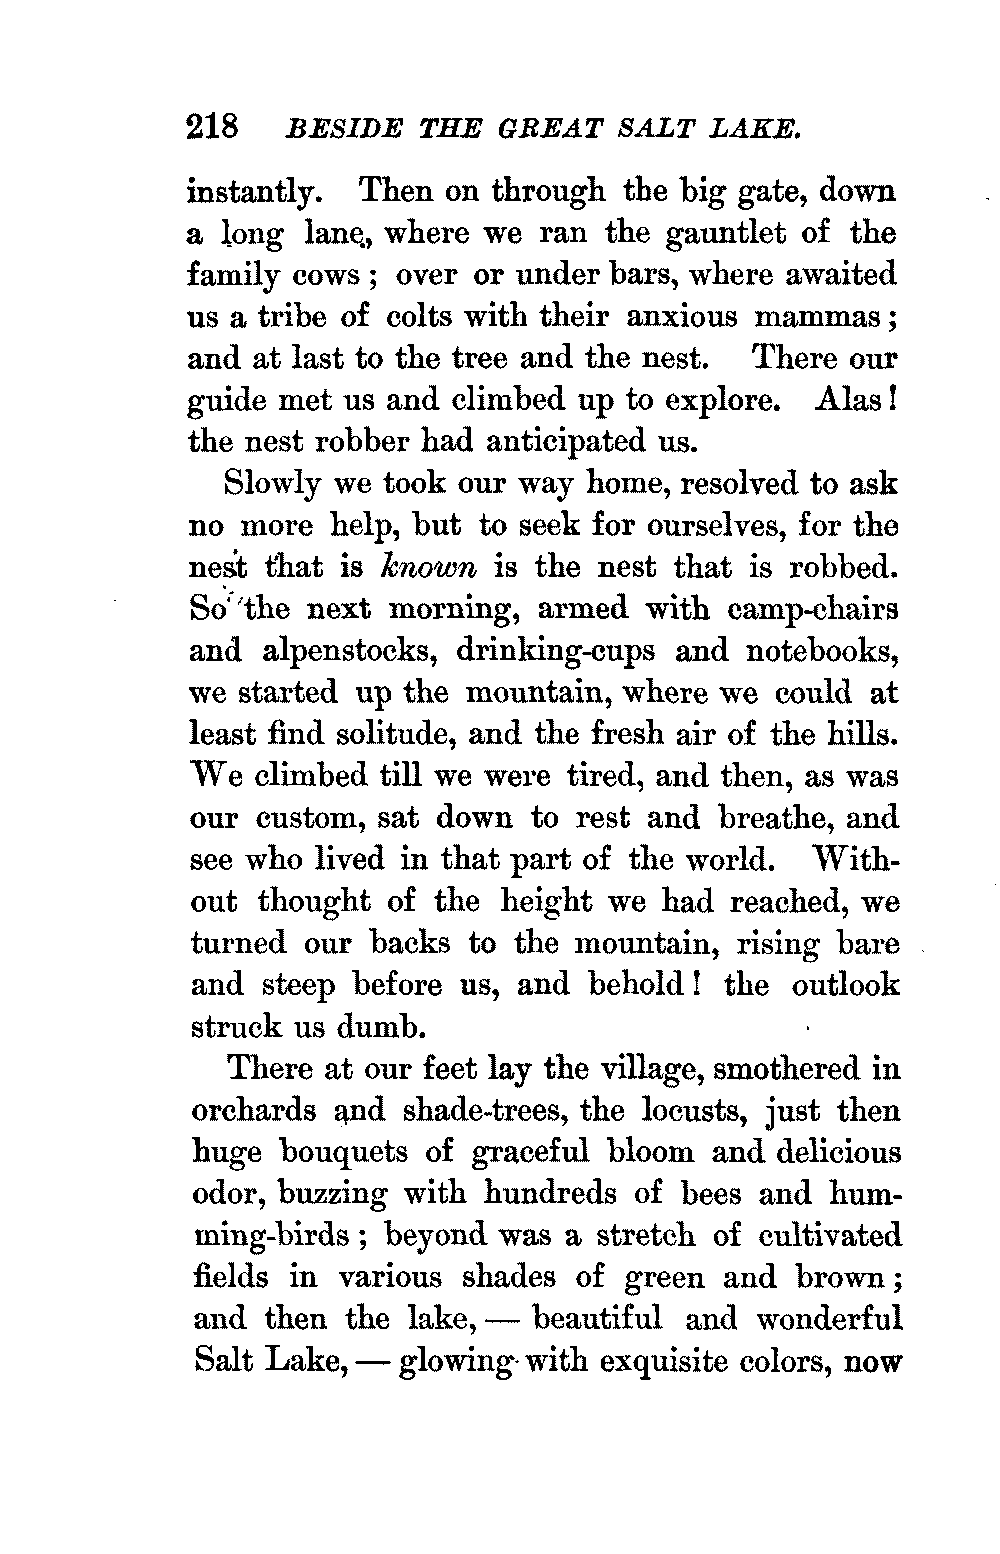 218 BESIDE THE GREAT SALT LAKE.
instantly. Then on through the big gate, down
a long lane, where we ran the gauntlet of the
family cows ; over or under bars, where awaited
us a tribe of colts with their anxious mammas ;
and at last to the tree and the nest. There our
guide met us and climbed up to explore. Alas !
the nest robber had anticipated us.
Slowly we took our way home, resolved to ask
no more help, but to seek for ourselves, for the
nest that is known is the nest that is robbed.
So the next morning, armed with camp-chairs
and alpenstocks, drinking-cups and notebooks,
we started up the mountain, where we could at
least find solitude, and the fresh air of the hills.
We climbed till we were tired, and then, as was
our custom, sat down to rest and breathe, and
see who lived in that part of the world. With-
out thought of the height we had reached, we
turned our backs to the mountain, rising bare
and steep before us, and behold ! the outlook
struck us dumb.
There at our feet lay the village, smothered in
orchards and shade-trees, the locusts, just then
huge bouquets of graceful bloom and delicious
odor, buzzing with hundreds of bees and hum-
ming-birds ; beyond was a stretch of cultivated
fields in various shades of green and brown ;
and then the lake, — beautiful and wonderful
Salt Lake, — glowing with exquisite colors, now